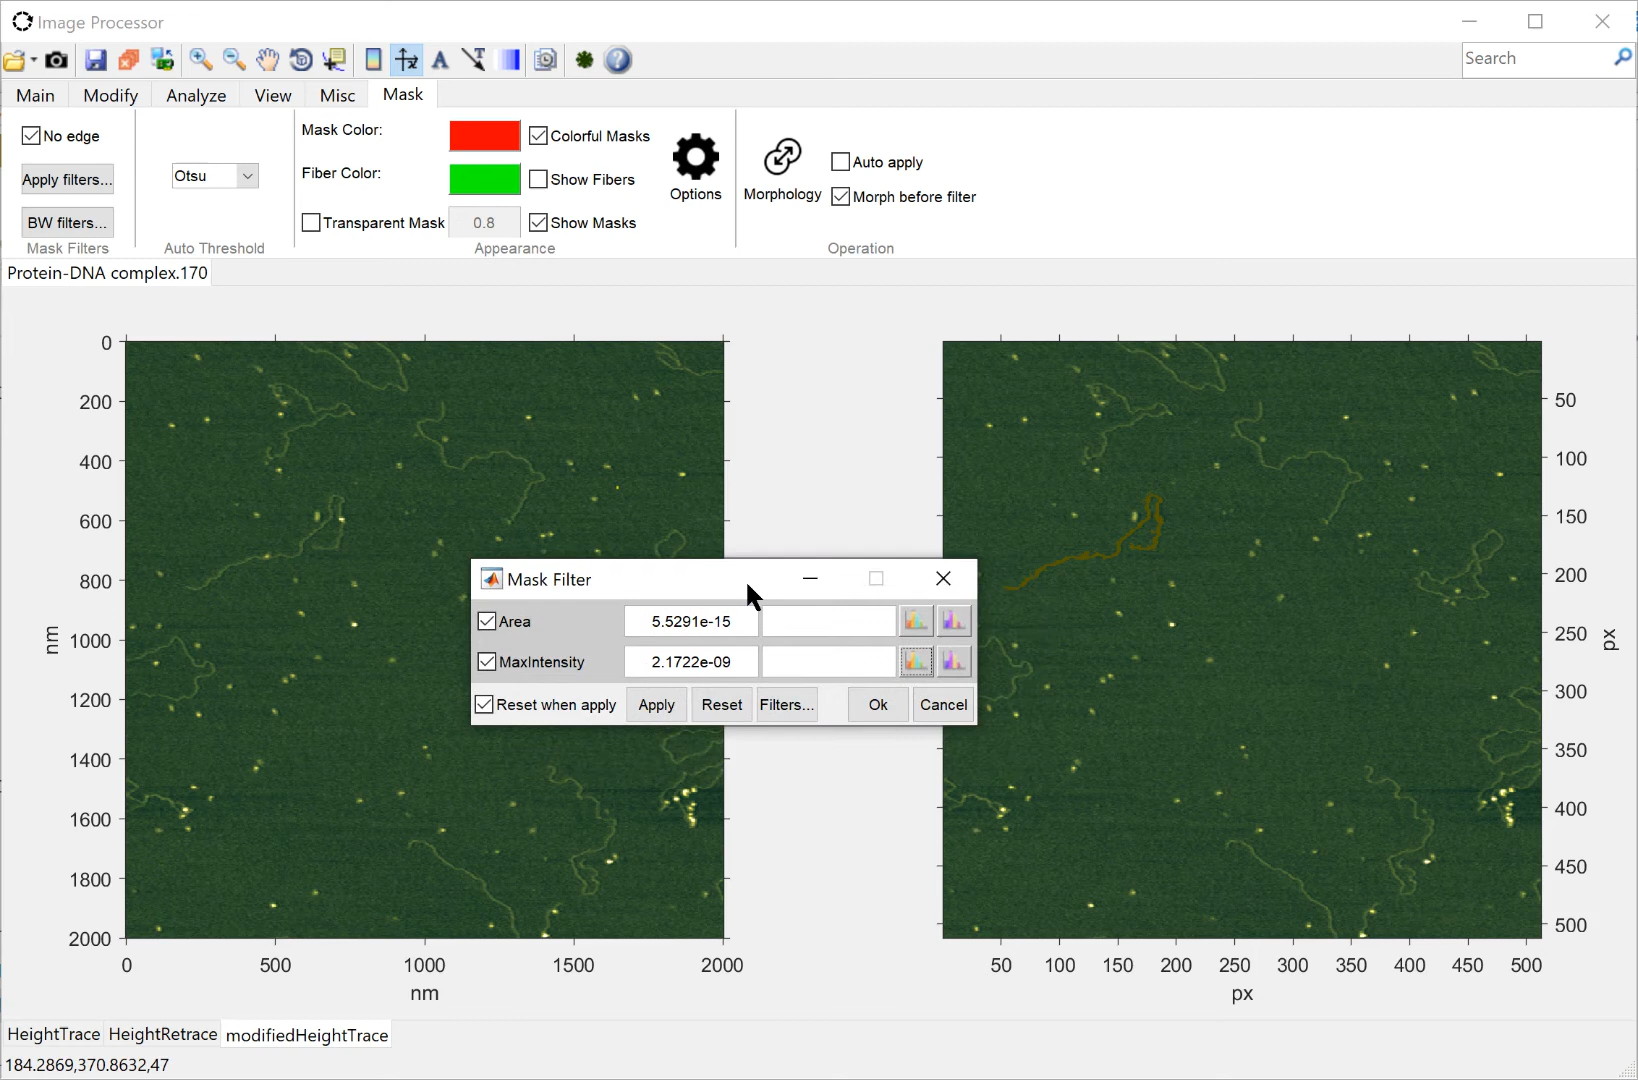 Image Processor
Search
Main Modify Analyze View Misc Mask
No edge
Apply filters...
BW filters...
Mask Filters
Otsu
Auto Threshold
Mask Color:
Fiber Color:
Transparent Mask 0.8
Colorful Masks
Show Fibers
Show Masks
Appearance
Options
Morphology
Auto apply
Morph before filter
Operation
Protein-DNA complex.170
0
200
400
600
800
1000
1200
1400
1600
1800
2000
nm
0 500 1000 1500 2000
nm
50
100
150
200
250
300
350
400
450
500
px
50 100 150 200 250 300 350 400 450 500
px
Mask Filter
Area 5.5291e-15
MaxIntensity 2.1722e-09
Reset when apply Apply Reset Filters... Ok Cancel
HeightTrace HeightRetrace modifiedHeightTrace
184.2869,370.8632,47